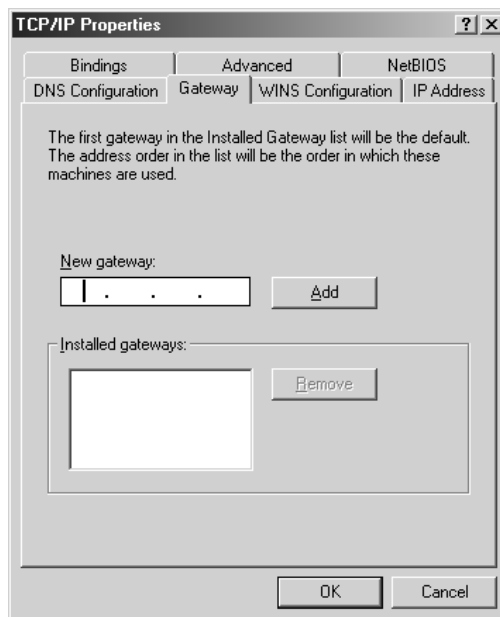 TCP/IP Properties
Bindings Advanced NetBIOS
DNS Configuration Gateway WINS Configuration IP Address
The first gateway in the Installed Gateway list will be the default.
The address order in the list will be the order in which these
machines are used.
New gateway:
. . .
Add
Installed gateways:
Remove
OK Cancel